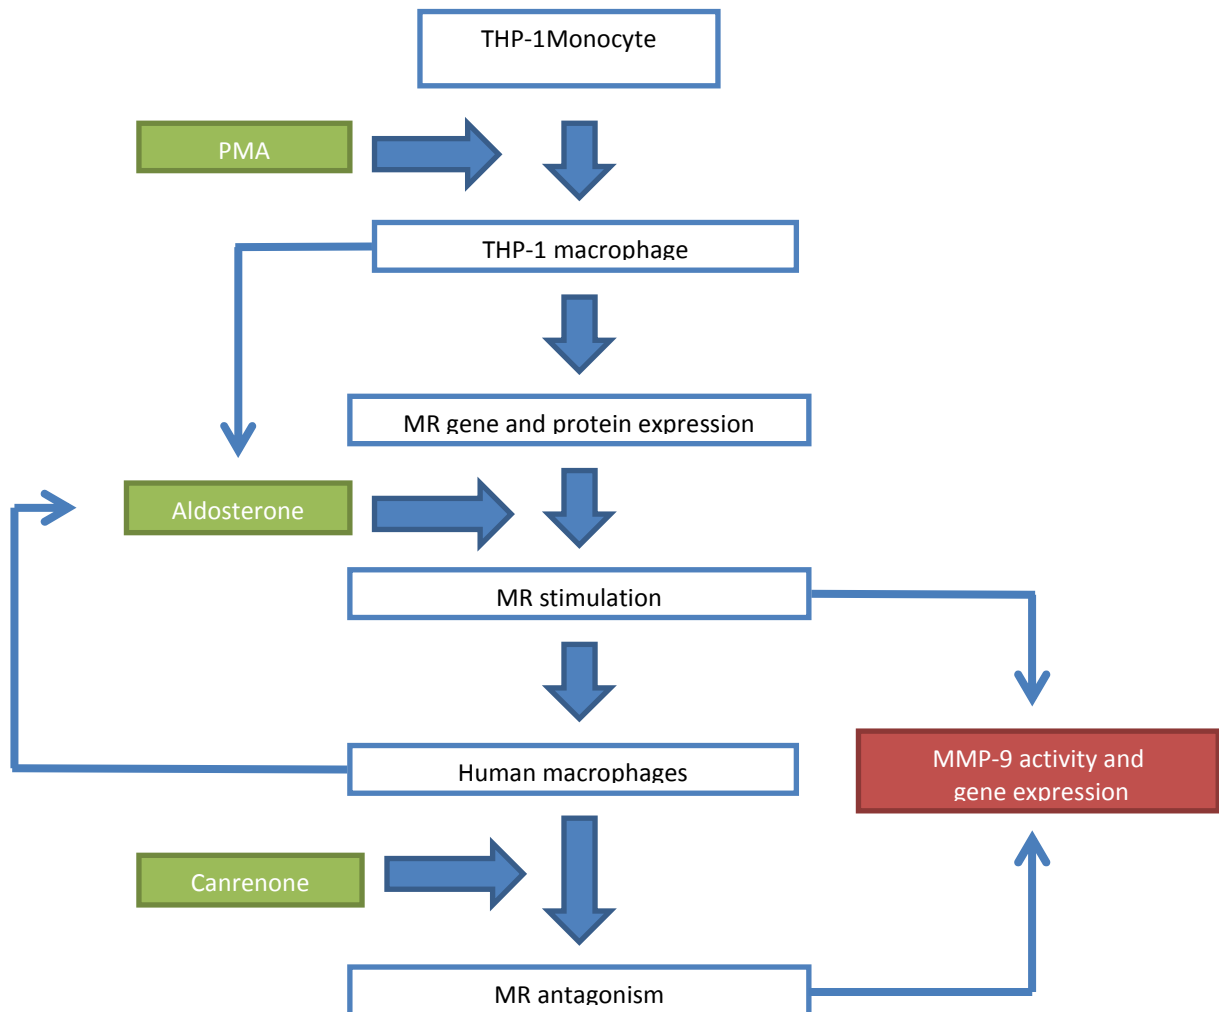 THP-1Monocyte
PMA
THP-1 macrophage
MR gene and protein expression
Aldosterone
MR stimulation
Human macrophages
MMP-9 activity and
gene expression
Canrenone
MR antagonism